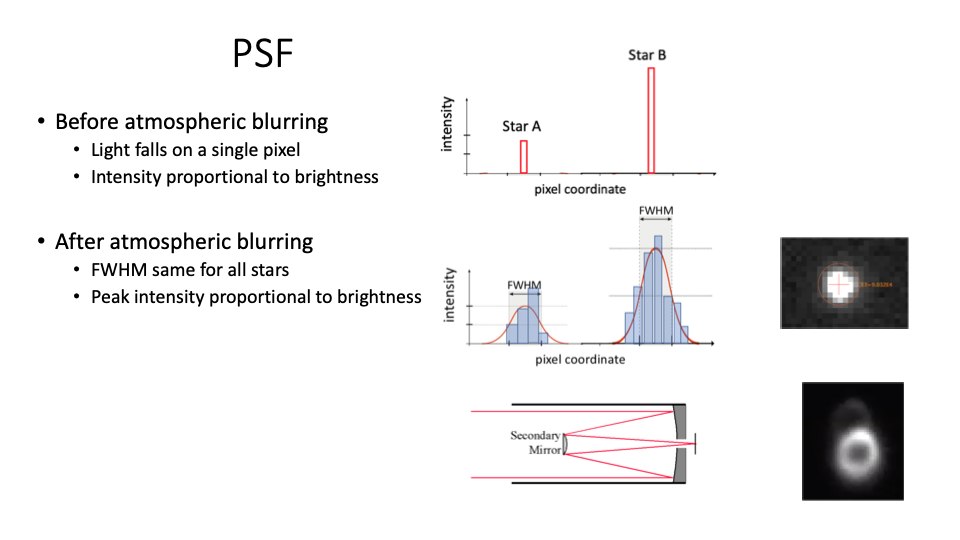 PSF
• Before atmospheric blurring
• Light falls on a single pixel
• Intensity proportional to brightness
• After atmospheric blurring
• FWHM same for all stars
• Peak intensity proportional to brightness
Star B
Star A
intensity
pixel coordinate
FWHM
FWHM
intensity
pixel coordinate
Secondary
Mirror